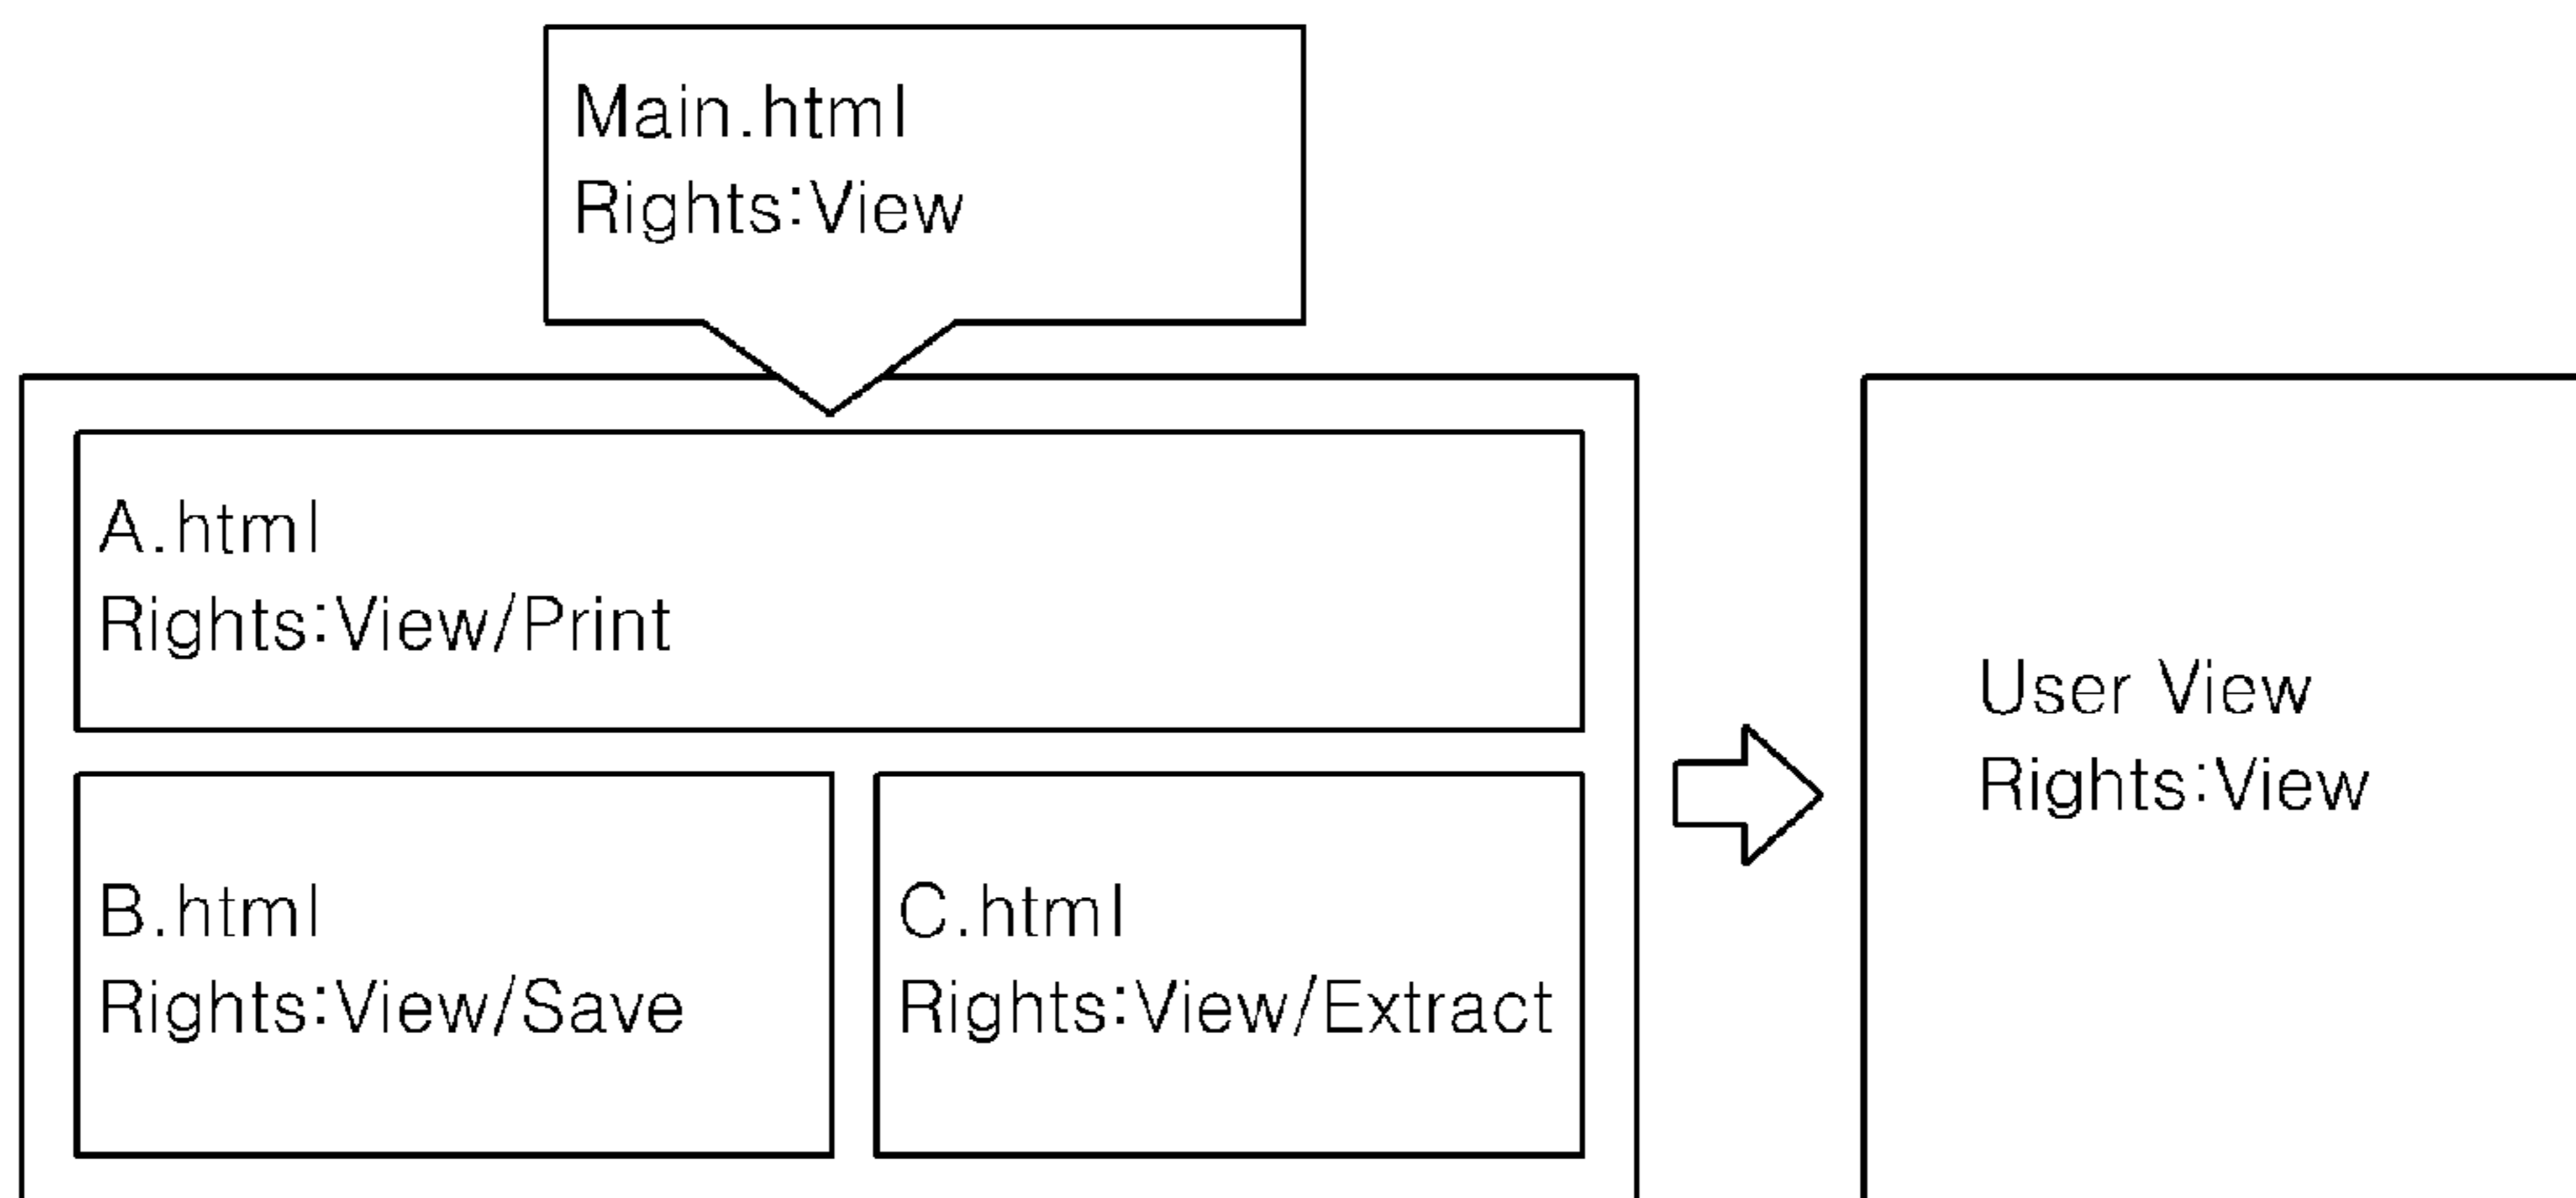 Main.html
Rights:View
A.html
Rights:View/Print
B.html
Rights:View/Save
C.html
Rights:View/Extract
User View
Rights:View